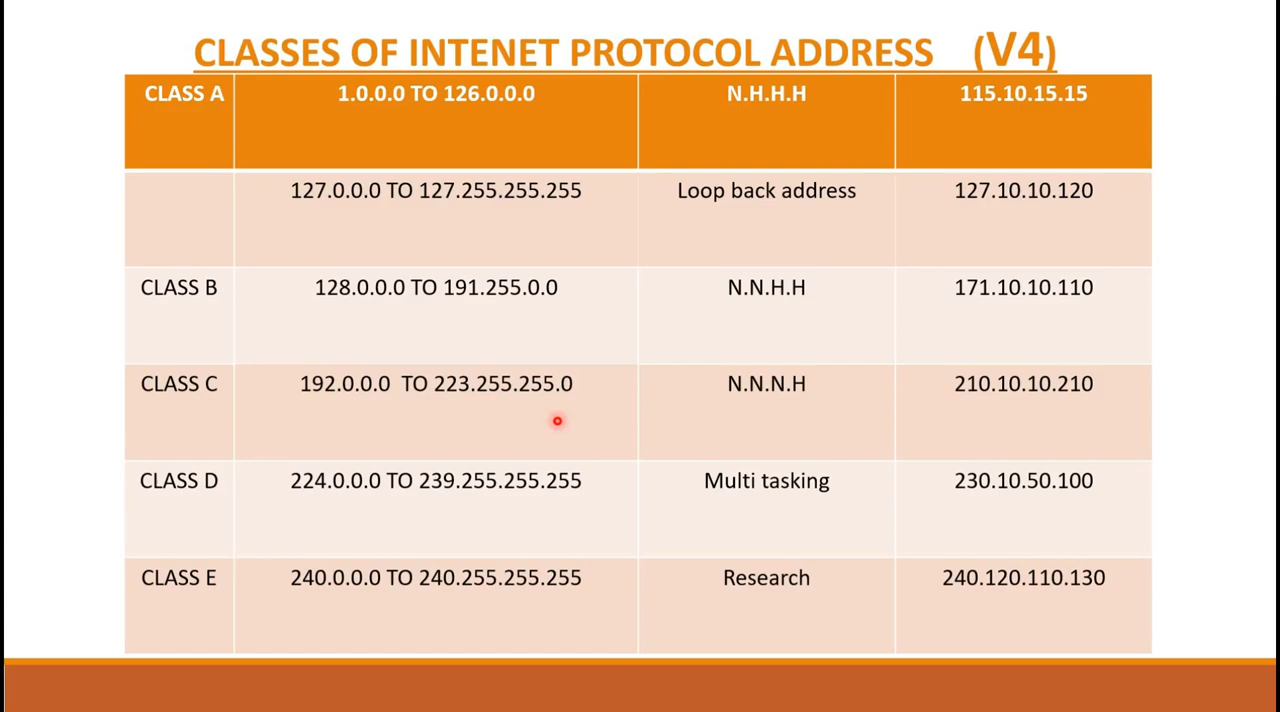 CLASSES OF INTENET PROTOCOL ADDRESS (V4)
CLASS A 1.0.0.0 TO 126.0.0.0 N.H.H.H 115.10.15.15
127.0.0.0 TO 127.255.255.255 Loop back address 127.10.10.120
CLASS B 128.0.0.0 TO 191.255.0.0 N.N.H.H 171.10.10.110
CLASS C 192.0.0.0 TO 223.255.255.0 N.N.N.H 210.10.10.210
CLASS D 224.0.0.0 TO 239.255.255.255 Multi tasking 230.10.50.100
CLASS E 240.0.0.0 TO 240.255.255.255 Research 240.120.110.130